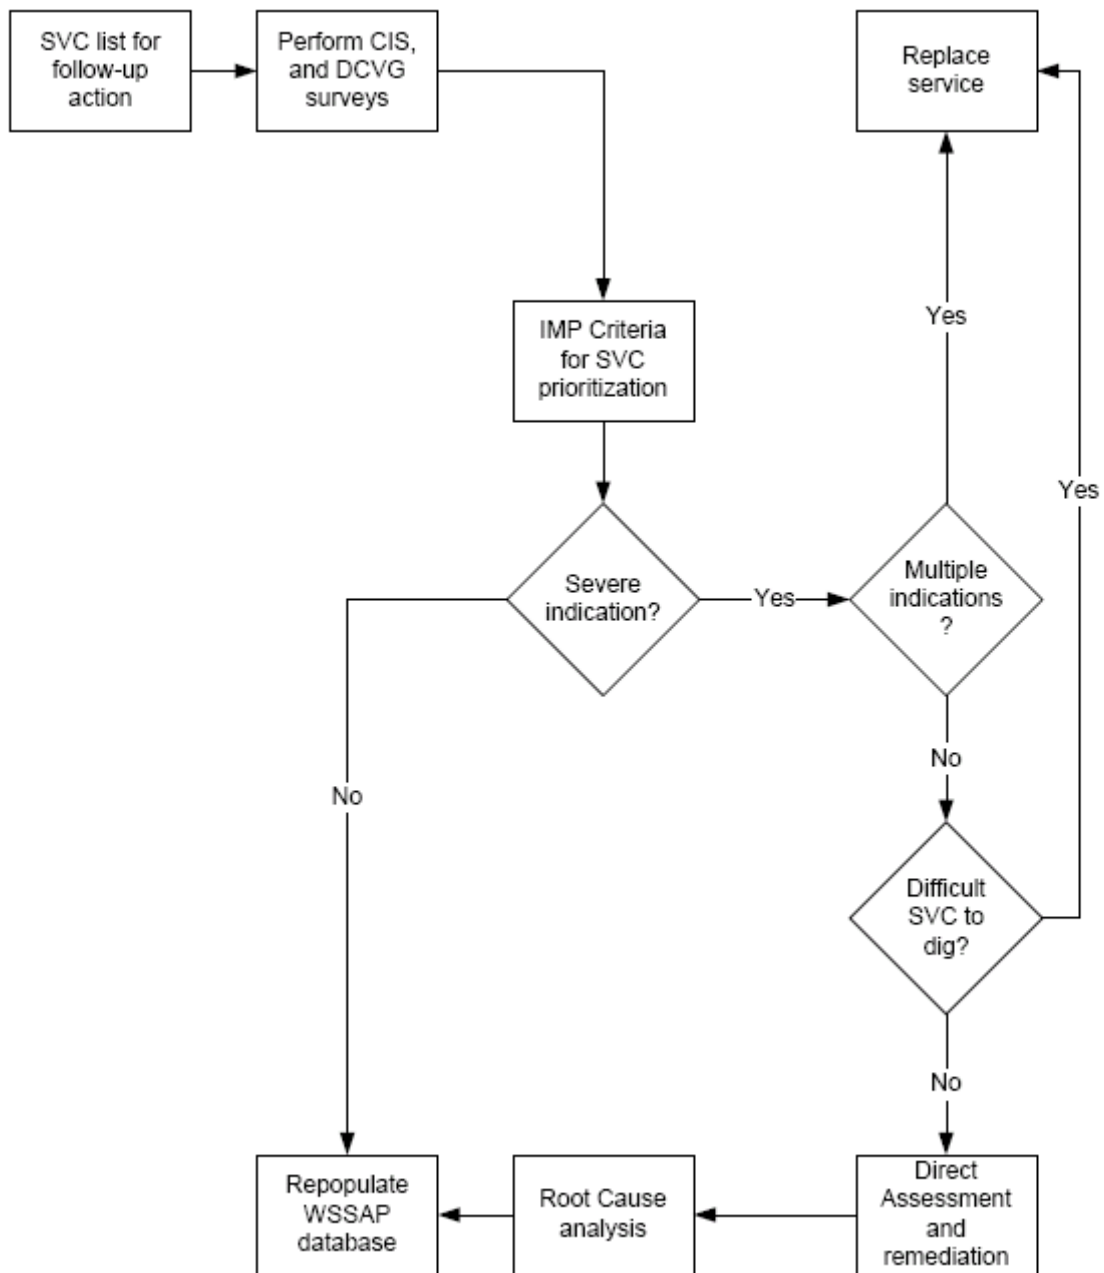 SVC list for
follow-up
action
Perform CIS,
and DCVG
surveys
Replace
service
IMP Criteria
for SVC
prioritization
Yes
Yes
Severe
indication?
Yes
Multiple
indications
?
No
No
Difficult
SVC to
dig?
No
Repopulate
WSSAP
database
Root Cause
analysis
Direct
Assessment
and
remediation